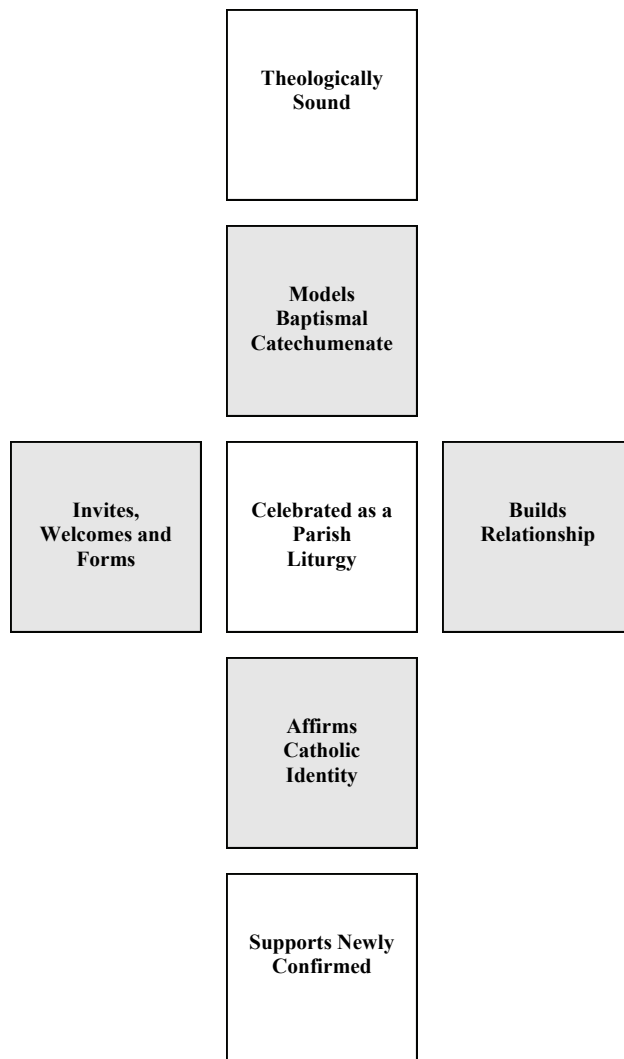 Theologically
Sound
Models
Baptismal
Catechumenate
Invites,
Welcomes and
Forms
Celebrated as a
Parish
Liturgy
Builds
Relationship
Affirms
Catholic
Identity
Supports Newly
Confirmed